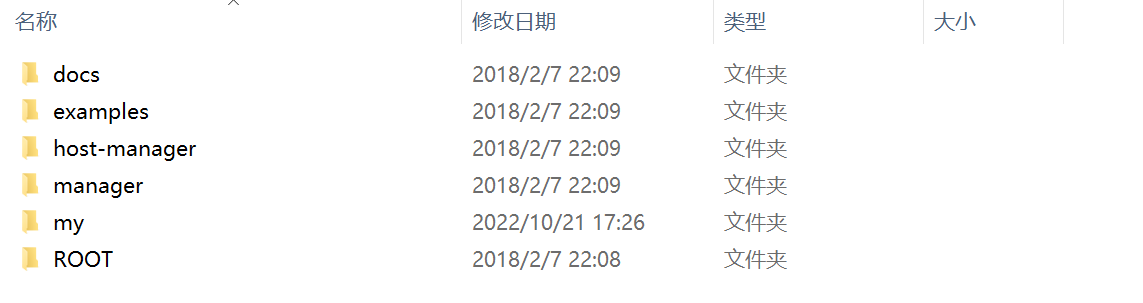 名称 修改日期 类型 大小
docs 2018/2/7 22:09 文件夹
examples 2018/2/7 22:09 文件夹
host-manager 2018/2/7 22:09 文件夹
manager 2018/2/7 22:09 文件夹
my 2022/10/21 17:26 文件夹
ROOT 2018/2/7 22:08 文件夹